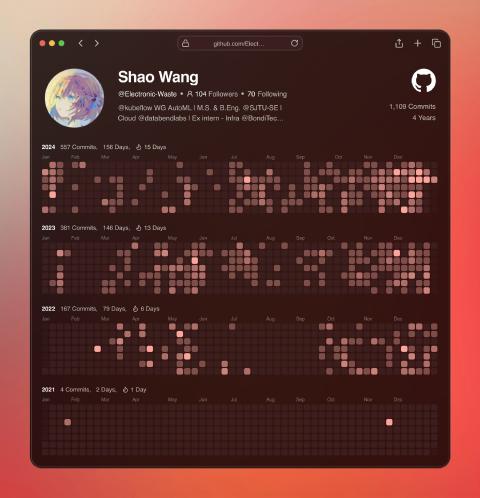 github.com/Elect...
Shao Wang
@Electronic-Waste • 104 Followers • 70 Following
@kubeflow WG AutoML | M.S. & B.Eng. @SJTU-SE |
Cloud @databendlabs | Ex intern - Infra @BondiTec...
1,109 Commits
4 Years
2024 557 Commits, 156 Days, 15 Days
Jan Feb Mar Apr May Jun Jul Aug Sep Oct Nov Dec
2023 381 Commits, 146 Days, 13 Days
Jan Feb Mar Apr May Jun Jul Aug Sep Oct Nov Dec
2022 167 Commits, 79 Days, 6 Days
Jan Feb Mar Apr May Jun Jul Aug Sep Oct Nov Dec
2021 4 Commits, 2 Days, 1 Day
Jan Feb Mar Apr May Jun Jul Aug Sep Oct Nov Dec